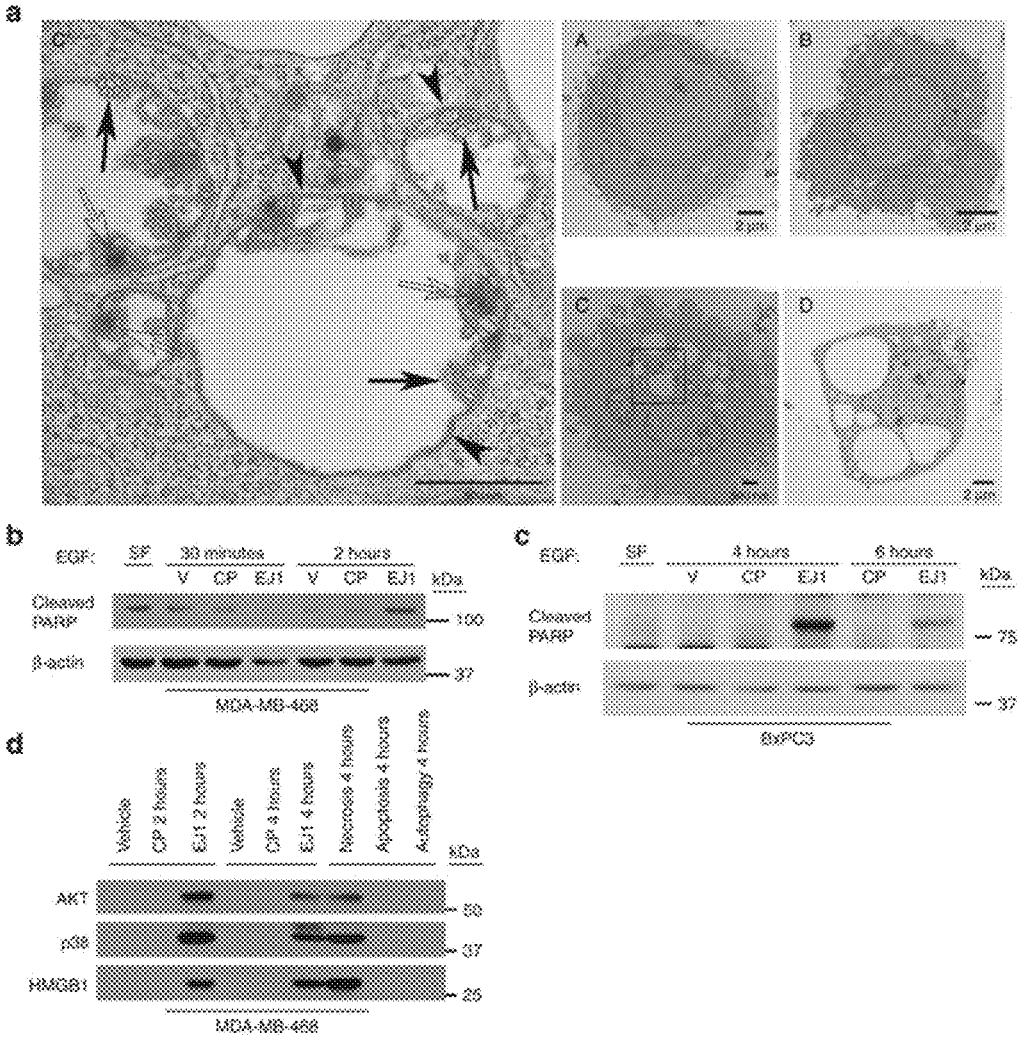 a
C'
A
B
2 μm
2 μm
C
D
2 μm
b
EGF: SF 30 minutes 2 hours
V CP EJ1 V CP EJ1 kDa
Cleaved PARP
100
β-actin
37
MDA-MB-468
c
EGF: SF 4 hours 6 hours
V CP EJ1 CP EJ1 kDa
Cleaved PARP
75
β-actin
37
BxPC3
d
Vehicle
CP 2 hours
EJ1 2 hours
Vehicle
CP 4 hours
EJ1 4 hours
Necrosis 4 hours
Apoptosis 4 hours
Autophagy 4 hours
kDa
AKT
50
p38
37
HMGB1
25
MDA-MB-468